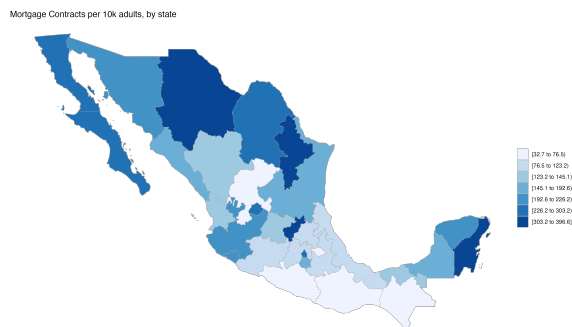 Mortgage Contracts per 10k adults, by state
[32.7 to 76.5)
[76.5 to 123.2)
[123.2 to 145.1)
[145.1 to 192.6)
[192.6 to 226.2)
[226.2 to 303.2)
[303.2 to 396.6]